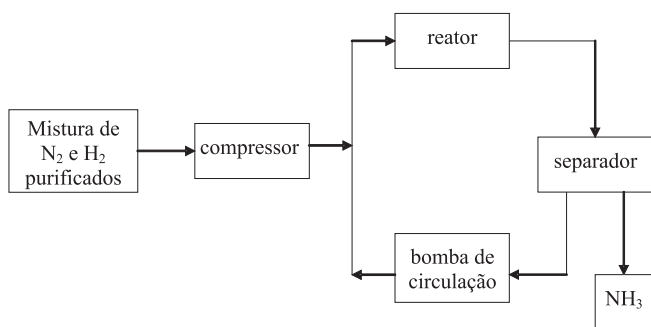 reator
Mistura de
N₂ e H₂
purificados
compressor
separador
bomba de
circulação
NH₃